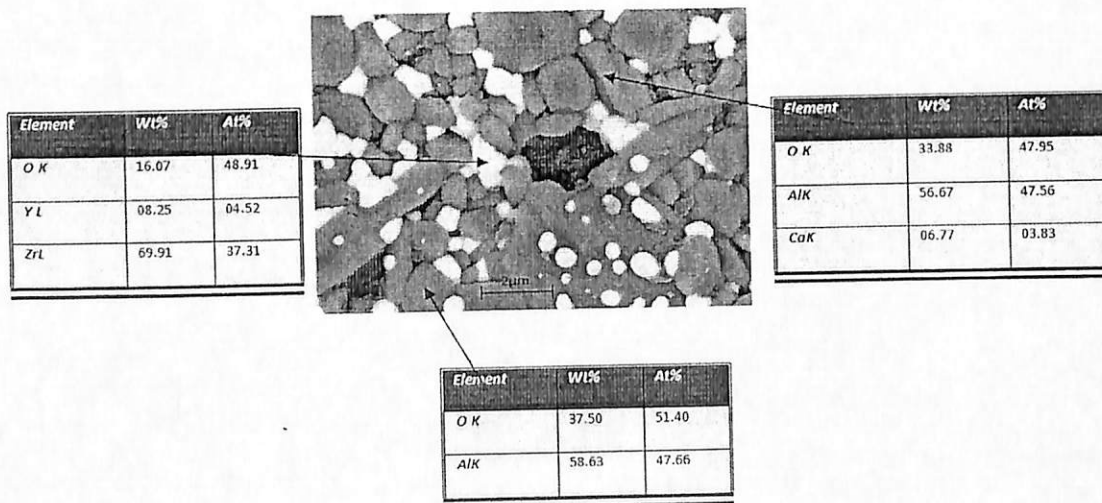 Element Wt% At%
O K 16.07 48.91
Y L 08.25 04.52
ZrL 69.91 37.31
Element Wt% At%
O K 33.88 47.95
AlK 56.67 47.56
CaK 06.77 03.83
2µm
Element Wt% At%
O K 37.50 51.40
AlK 58.63 47.66